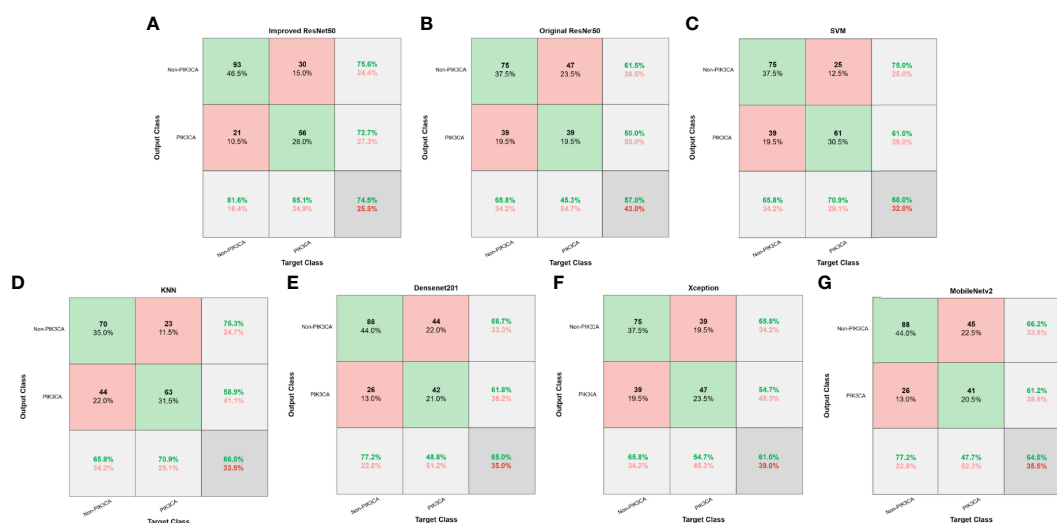 A
Improved ResNet50
Output Class
Non-PIK3CA
93
46.5%
30
15.0%
75.6%
24.4%
PIK3CA
21
10.5%
56
28.0%
72.7%
27.3%
81.6%
18.4%
65.1%
34.9%
74.5%
25.5%
Non-PIK3CA
PIK3CA
Target Class
B
Original ResNet50
Output Class
Non-PIK3CA
75
37.5%
47
23.5%
61.5%
38.5%
PIK3CA
39
19.5%
39
19.5%
50.0%
50.0%
65.8%
34.2%
45.3%
54.7%
57.0%
43.0%
Non-PIK3CA
PIK3CA
Target Class
C
SVM
Output Class
Non-PIK3CA
75
37.5%
25
12.5%
75.0%
25.0%
PIK3CA
39
19.5%
61
30.5%
61.0%
39.0%
65.8%
34.2%
70.9%
29.1%
68.0%
32.0%
Non-PIK3CA
PIK3CA
Target Class
D
KNN
Output Class
Non-PIK3CA
70
35.0%
23
11.5%
75.3%
24.7%
PIK3CA
44
22.0%
63
31.5%
58.9%
41.1%
65.8%
34.2%
70.9%
29.1%
66.5%
33.5%
Non-PIK3CA
PIK3CA
Target Class
E
Densenet201
Output Class
Non-PIK3CA
88
44.0%
44
22.0%
66.7%
33.3%
PIK3CA
26
13.0%
42
21.0%
61.8%
38.2%
77.2%
22.8%
48.8%
51.2%
65.0%
35.0%
Non-PIK3CA
PIK3CA
Target Class
F
Xception
Output Class
Non-PIK3CA
75
37.5%
39
19.5%
65.8%
34.2%
PIK3CA
39
19.5%
47
23.5%
54.7%
45.3%
65.8%
34.2%
54.7%
45.3%
61.0%
39.0%
Non-PIK3CA
PIK3CA
Target Class
G
MobileNetv2
Output Class
Non-PIK3CA
88
44.0%
45
22.5%
66.2%
33.8%
PIK3CA
26
13.0%
41
20.5%
61.2%
38.8%
77.2%
22.8%
47.7%
52.3%
64.5%
35.5%
Non-PIK3CA
PIK3CA
Target Class